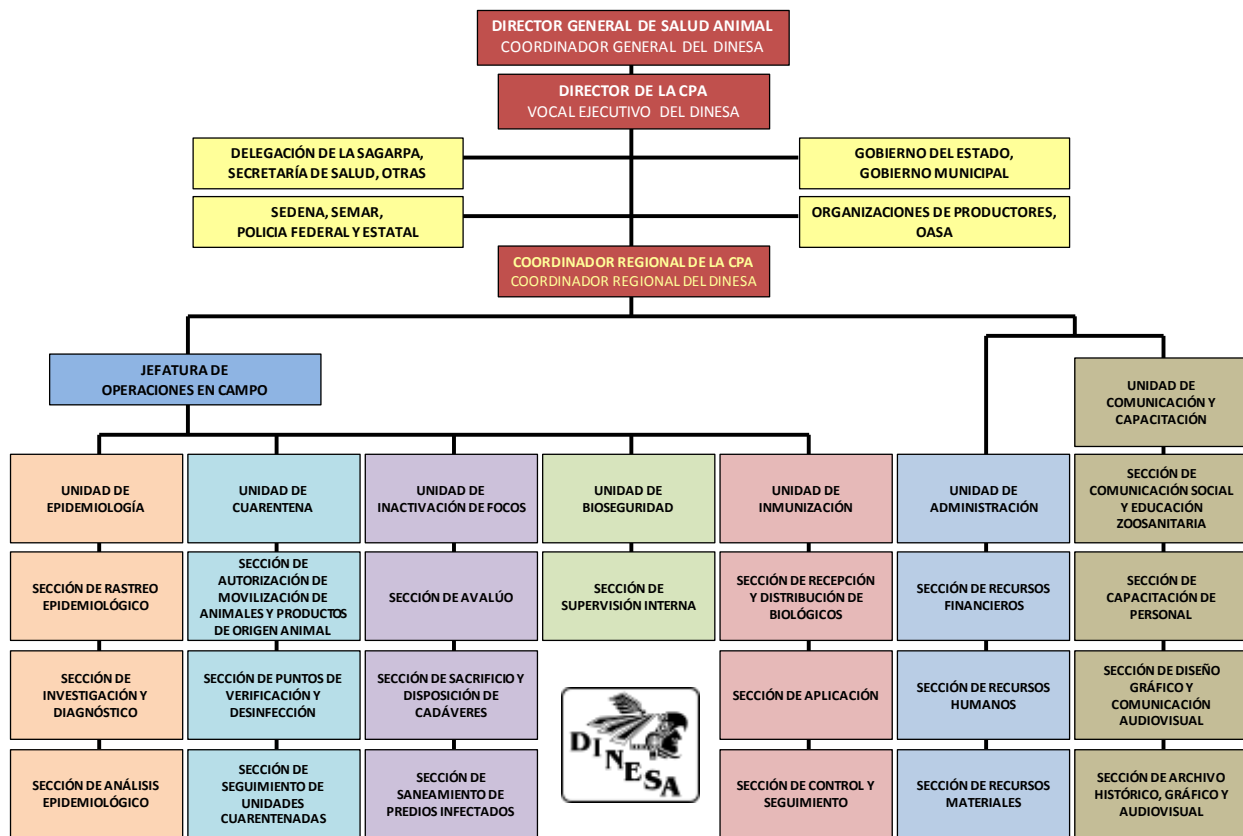 DIRECTOR GENERAL DE SALUD ANIMAL
COORDINADOR GENERAL DEL DINESA
DIRECTOR DE LA CPA
VOCAL EJECUTIVO DEL DINESA
DELEGACIÓN DE LA SAGARPA,
SECRETARÍA DE SALUD, OTRAS
GOBIERNO DEL ESTADO,
GOBIERNO MUNICIPAL
SEDENA, SEMAR,
POLICIA FEDERAL Y ESTATAL
ORGANIZACIONES DE PRODUCTORES,
OASA
COORDINADOR REGIONAL DE LA CPA
COORDINADOR REGIONAL DEL DINESA
JEFATURA DE
OPERACIONES EN CAMPO
UNIDAD DE
COMUNICACIÓN Y
CAPACITACIÓN
UNIDAD DE
EPIDEMIOLOGÍA
UNIDAD DE
CUARENTENA
UNIDAD DE
INACTIVACIÓN DE FOCOS
UNIDAD DE
BIOSEGURIDAD
UNIDAD DE
INMUNIZACIÓN
UNIDAD DE
ADMINISTRACIÓN
SECCIÓN DE
COMUNICACIÓN SOCIAL
Y EDUCACIÓN
ZOOSANITARIA
SECCIÓN DE RASTREO
EPIDEMIOLÓGICO
SECCIÓN DE
AUTORIZACIÓN DE
MOVILIZACIÓN DE
ANIMALES Y PRODUCTOS
DE ORIGEN ANIMAL
SECCIÓN DE AVALÚO
SECCIÓN DE
SUPERVISIÓN INTERNA
SECCIÓN DE RECEPCIÓN
Y DISTRIBUCIÓN DE
BIOLÓGICOS
SECCIÓN DE RECURSOS
FINANCIEROS
SECCIÓN DE
CAPACITACIÓN DE
PERSONAL
SECCIÓN DE
INVESTIGACIÓN Y
DIAGNÓSTICO
SECCIÓN DE PUNTOS DE
VERIFICACIÓN Y
DESINFECCIÓN
SECCIÓN DE SACRIFICIO Y
DISPOSICIÓN DE
CADÁVERES
DINESA
SECCIÓN DE APLICACIÓN
SECCIÓN DE RECURSOS
HUMANOS
SECCIÓN DE DISEÑO
GRÁFICO Y
COMUNICACIÓN
AUDIOVISUAL
SECCIÓN DE ANÁLISIS
EPIDEMIOLÓGICO
SECCIÓN DE
SEGUIMIENTO DE
UNIDADES
CUARENTENADAS
SECCIÓN DE
SANEAMIENTO DE
PREDIOS INFECTADOS
SECCIÓN DE CONTROL Y
SEGUIMIENTO
SECCIÓN DE RECURSOS
MATERIALES
SECCIÓN DE ARCHIVO
HISTÓRICO, GRÁFICO Y
AUDIOVISUAL